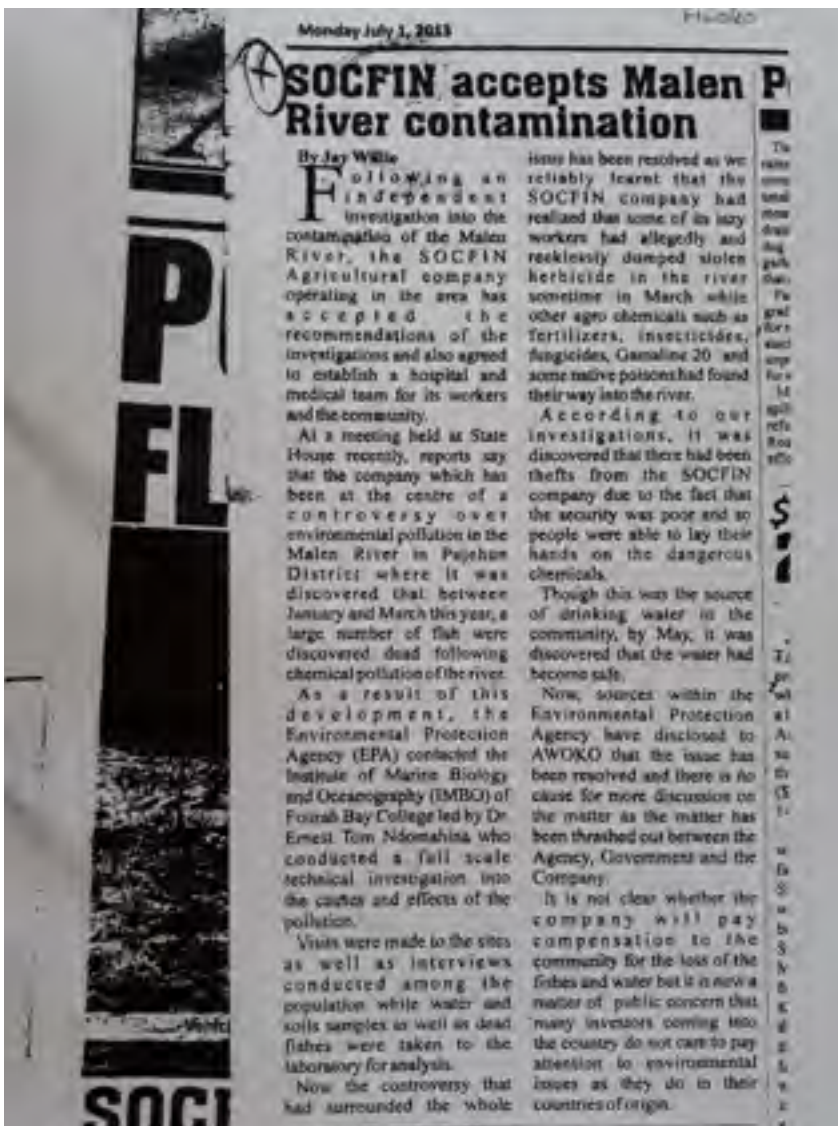 Monday July 1, 2013
SOCFIN accepts Malen
River contamination
By Jay Willie
Following an
independent
investigation into the
contamination of the Malen
River, the SOCFIN
Agricultural company
operating in the area has
accepted the
recommendations of the
investigations and also agreed
to establish a hospital and
medical team for its workers
and the community.
At a meeting held at State
House recently, reports say
that the company which has
been at the centre of a
controversy over
environmental pollution in the
Malen River in Pujehun
District where it was
discovered that between
January and March this year, a
large number of fish were
discovered dead following
chemical pollution of the river.
As a result of this
development, the
Environmental Protection
Agency (EPA) contacted the
Institute of Marine Biology
and Oceanography (IMBO) of
Fourah Bay College led by Dr.
Ernest Tom Ndomahina who
conducted a full scale
technical investigation into
the causes and effects of the
pollution.
Visits were made to the sites
as well as interviews
conducted among the
population while water and
soils samples as well as dead
fishes were taken to the
laboratory for analysis.
Now the controversy that
had surrounded the whole
issue has been resolved as we
reliably learnt that the
SOCFIN company had
realized that some of its lazy
workers had allegedly and
recklessly dumped stolen
herbicide in the river
sometime in March while
other agro chemicals such as
fertilizers, insecticides,
fungicides, Gamaline 20 and
some native poisons had found
their way into the river.
According to our
investigations, it was
discovered that there had been
thefts from the SOCFIN
company due to the fact that
the security was poor and so
people were able to lay their
hands on the dangerous
chemicals.
Though this was the source
of drinking water in the
community, by May, it was
discovered that the water had
become safe.
Now, sources within the
Environmental Protection
Agency have disclosed to
AWOKO that the issue has
been resolved and there is no
cause for more discussion on
the matter as the matter has
been thrashed out between the
Agency, Government and the
Company.
It is not clear whether the
company will pay
compensation to the
community for the loss of the
fishes and water but it is now a
matter of public concern that
many investors coming into
the country do not care to pay
attention to environmental
issues as they do in their
countries of origin.
P
FL
SOCI